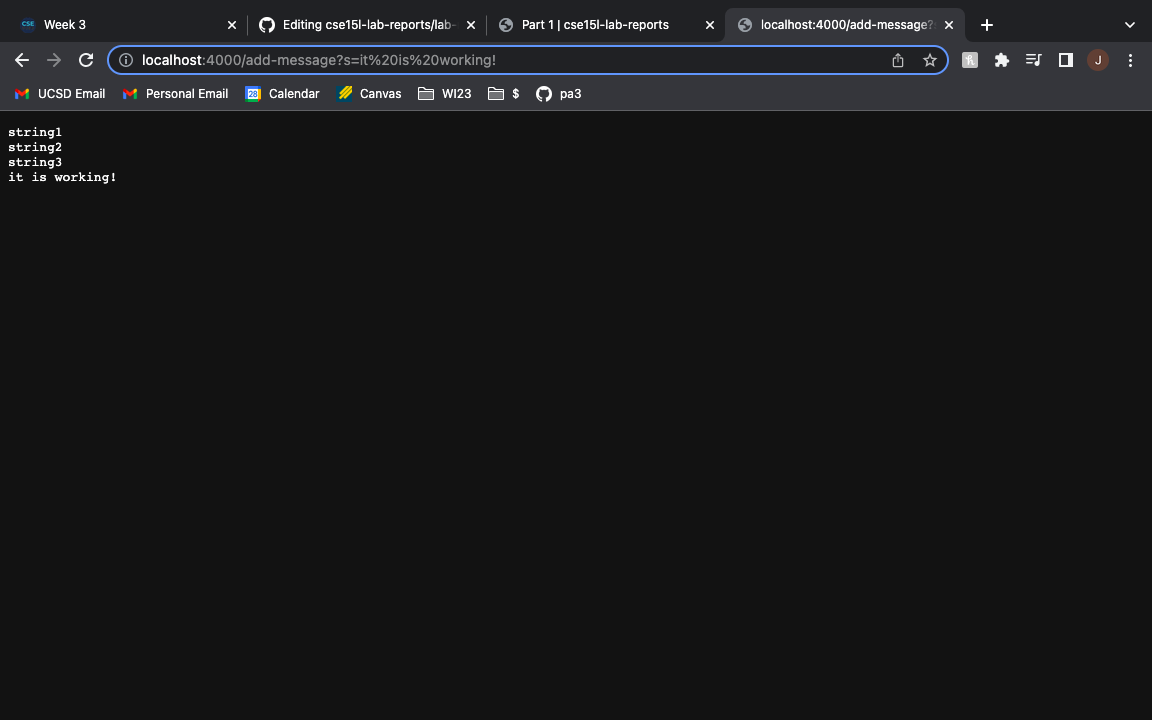 CSE Week 3
Editing cse15l-lab-reports/lab-
Part 1 | cse15l-lab-reports
localhost:4000/add-message?
localhost:4000/add-message?s=it%20is%20working!
J
UCSD Email
Personal Email
28 Calendar
Canvas
WI23
$
pa3
string1
string2
string3
it is working!